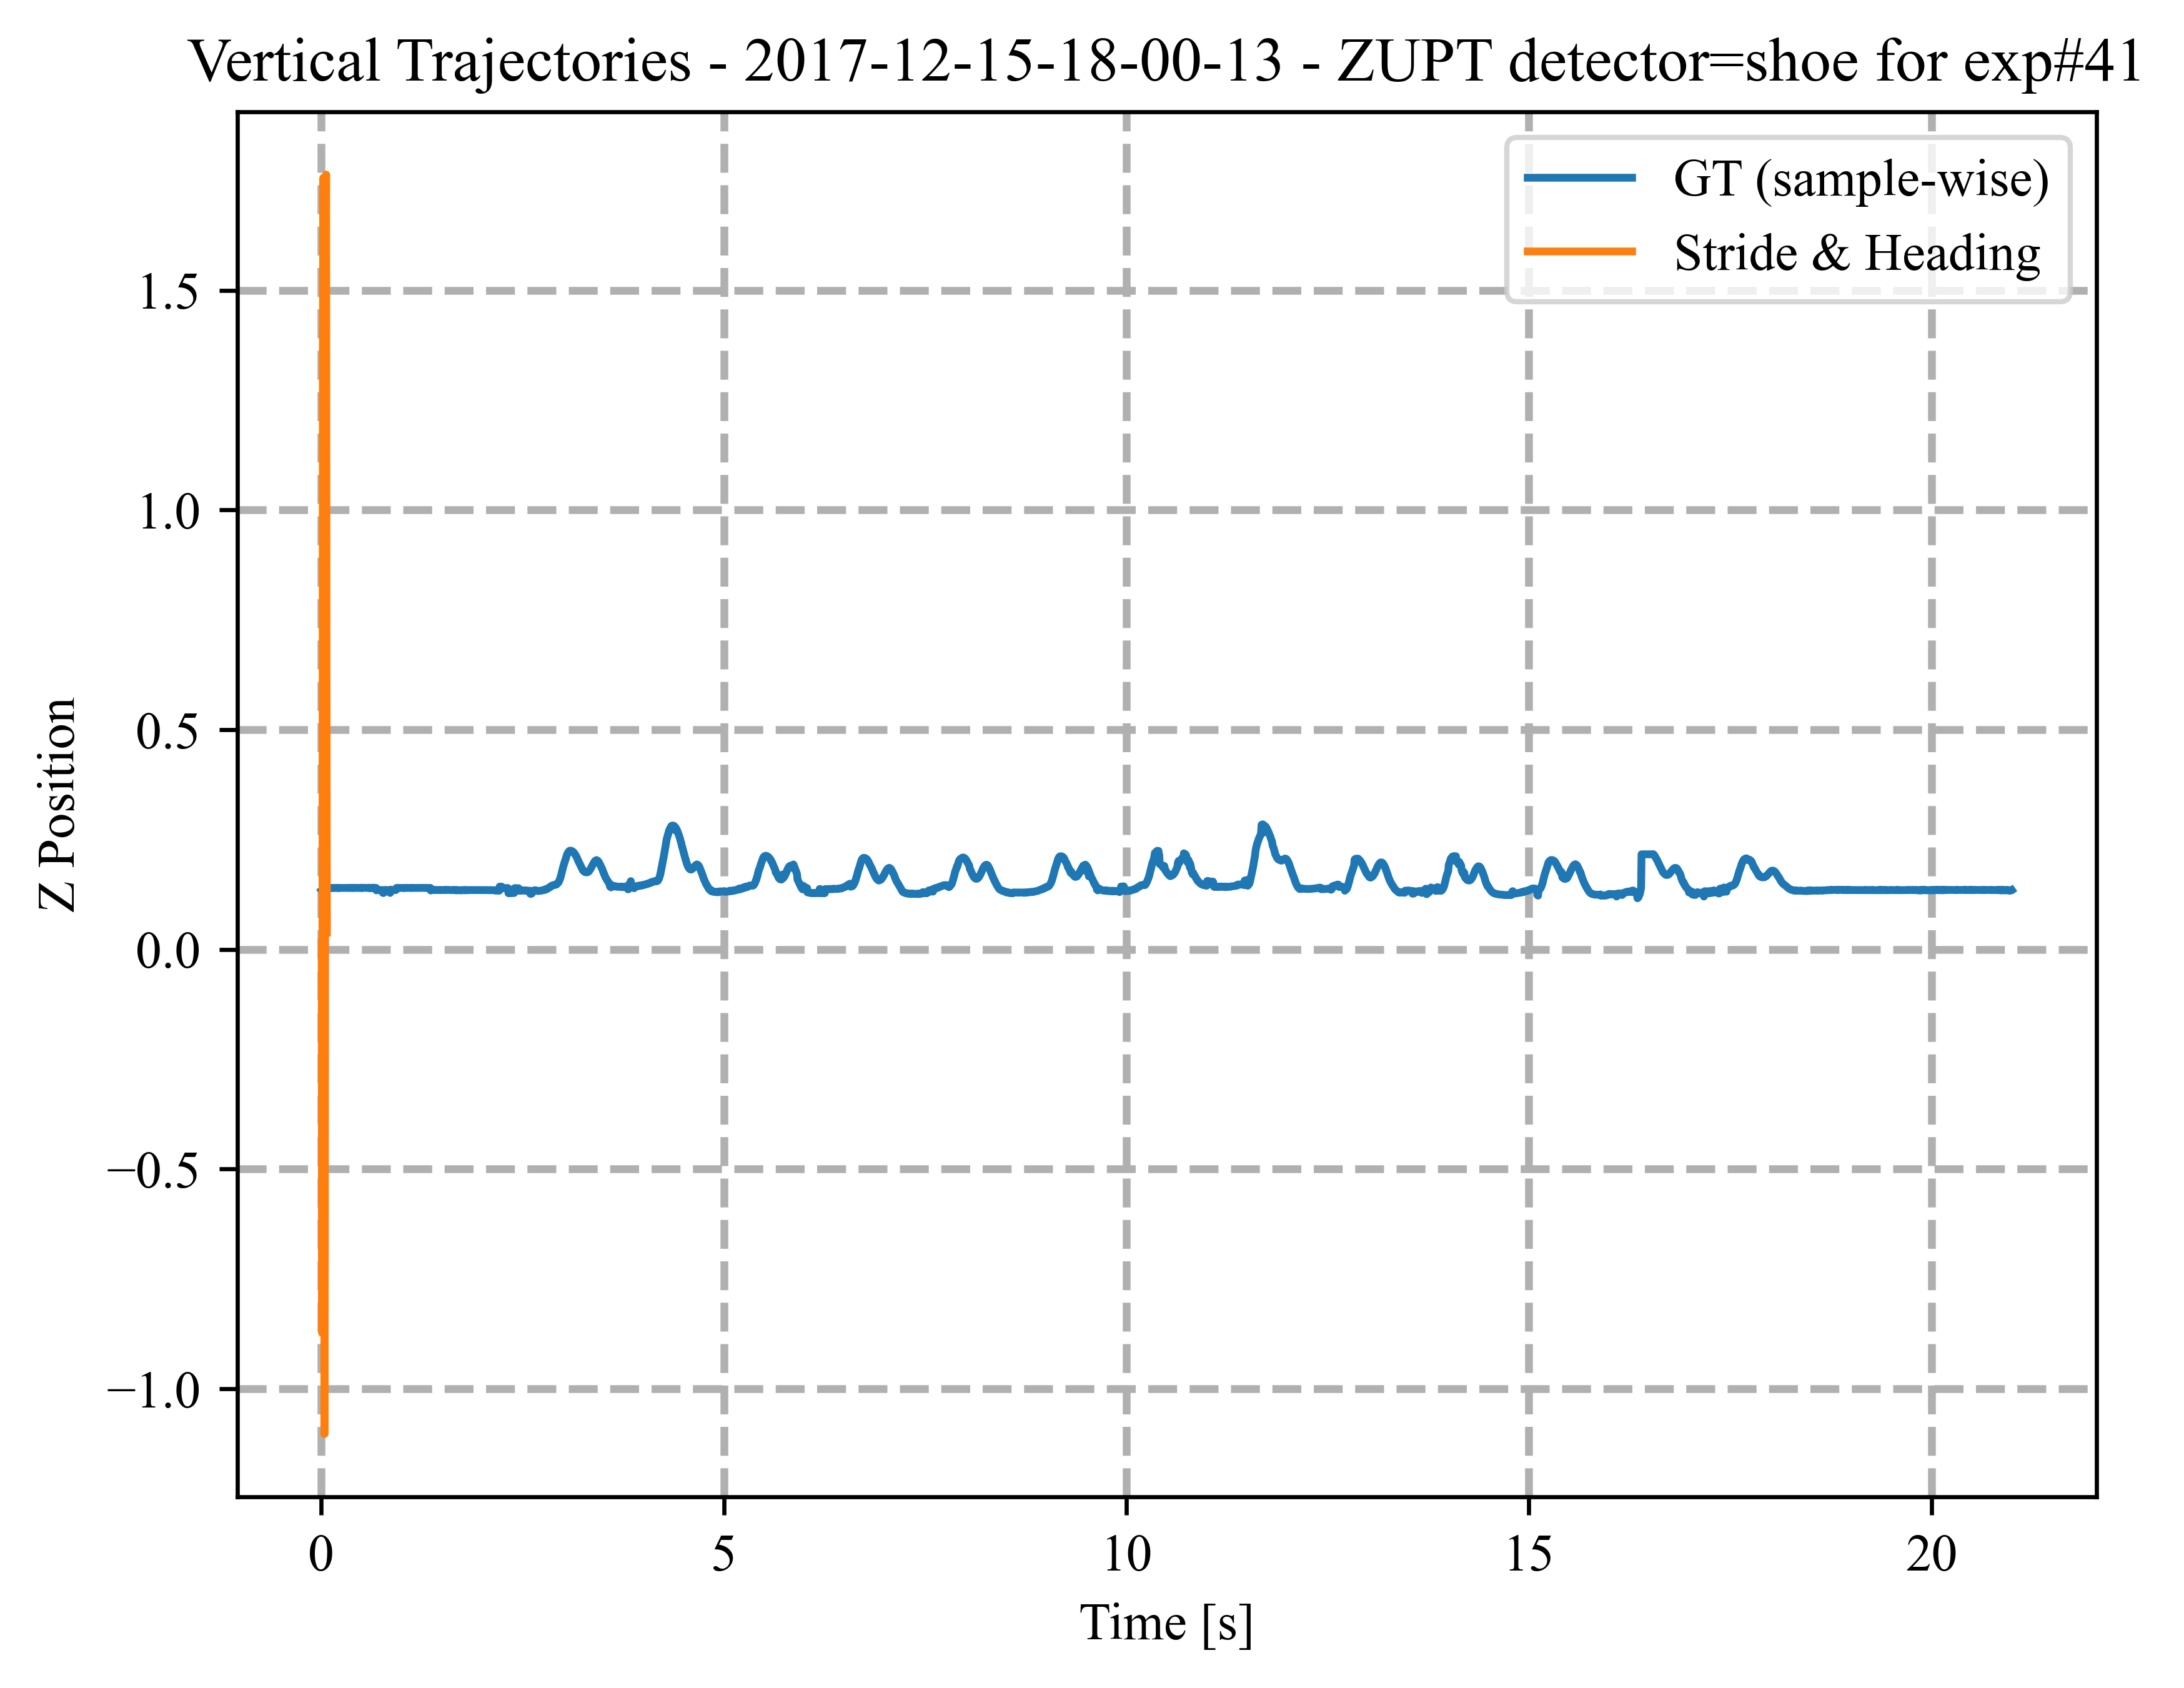 Vertical Trajectories - 2017-12-15-18-00-13 - ZUPT detector=shoe for exp#41
GT (sample-wise)
Stride & Heading
1.5
1.0
0.5
0.0
−0.5
−1.0
Z Position
0 5 10 15 20
Time [s]